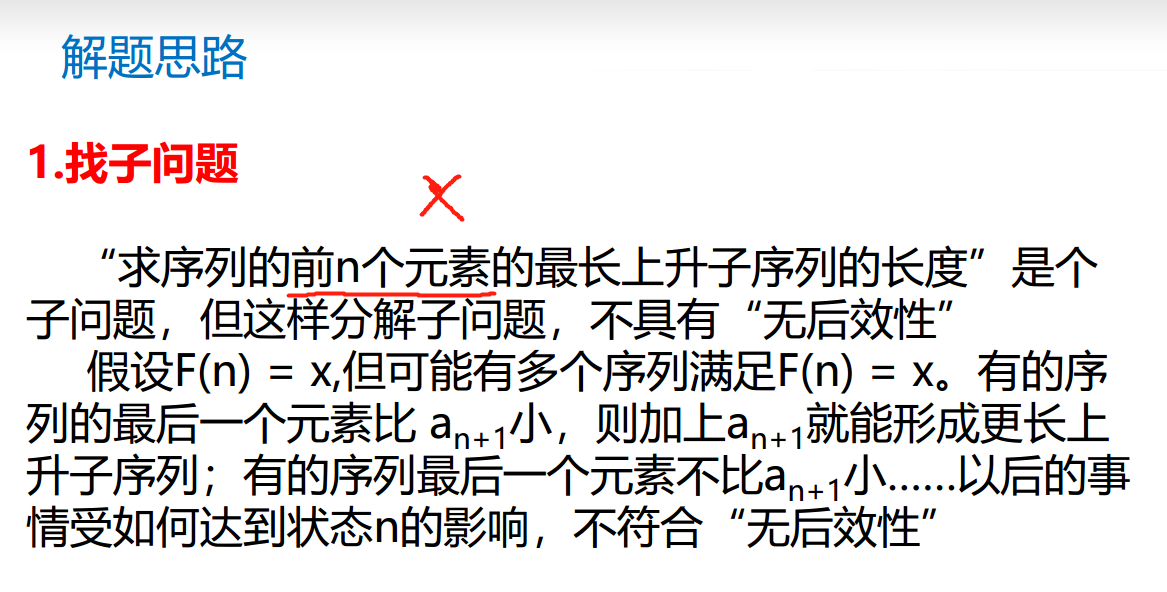 解题思路
1.找子问题
“求序列的前n个元素的最长上升子序列的长度”是个
子问题，但这样分解子问题，不具有“无后效性”
假设F(n) = x,但可能有多个序列满足F(n) = x。有的序
列的最后一个元素比 aₙ₊₁小，则加上aₙ₊₁就能形成更长上
升子序列；有的序列最后一个元素不比aₙ₊₁小……以后的事
情受如何达到状态n的影响，不符合“无后效性”